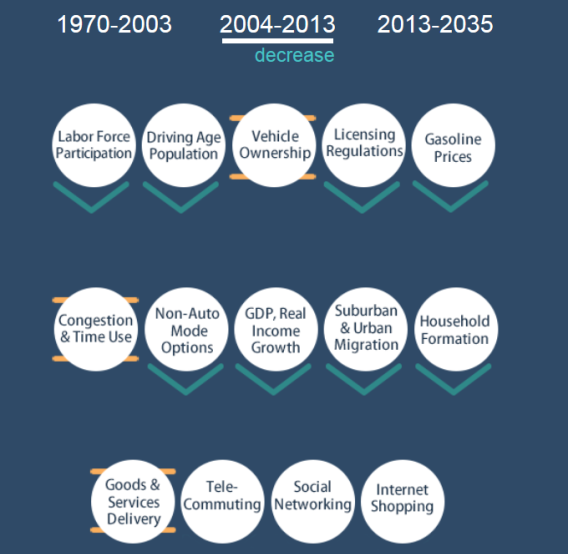 1970-2003 2004-2013 2013-2035
decrease
Labor Force Participation
Driving Age Population
Vehicle Ownership
Licensing Regulations
Gasoline Prices
Congestion & Time Use
Non-Auto Mode Options
GDP, Real Income Growth
Suburban & Urban Migration
Household Formation
Goods & Services Delivery
Tele-Commuting
Social Networking
Internet Shopping